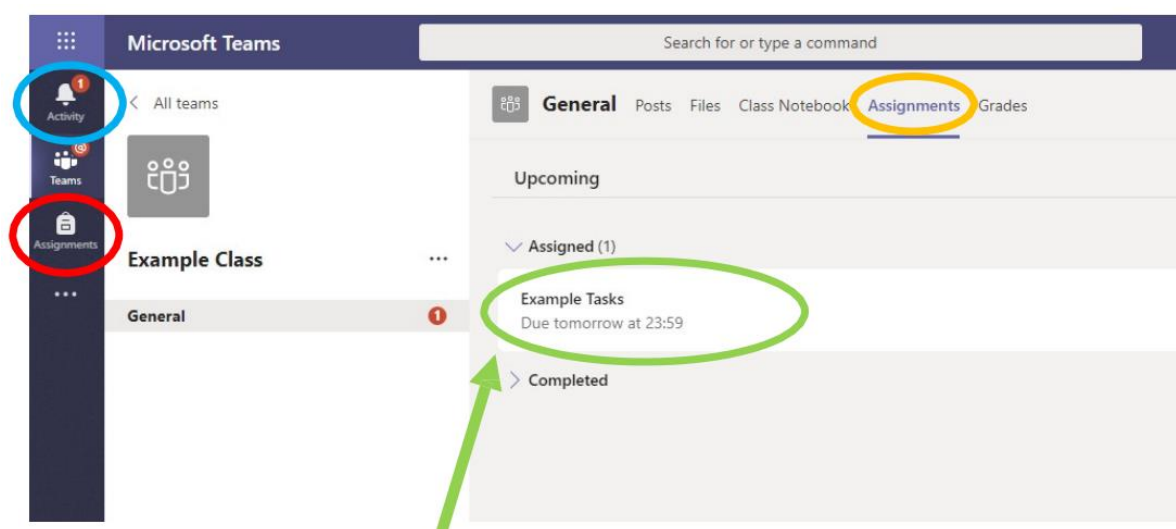 Microsoft Teams
Search for or type a command
1
Activity
@
Teams
Assignments
All teams
Example Class
General
1
General Posts Files Class Notebook Assignments Grades
Upcoming
Assigned (1)
Example Tasks
Due tomorrow at 23:59
Completed